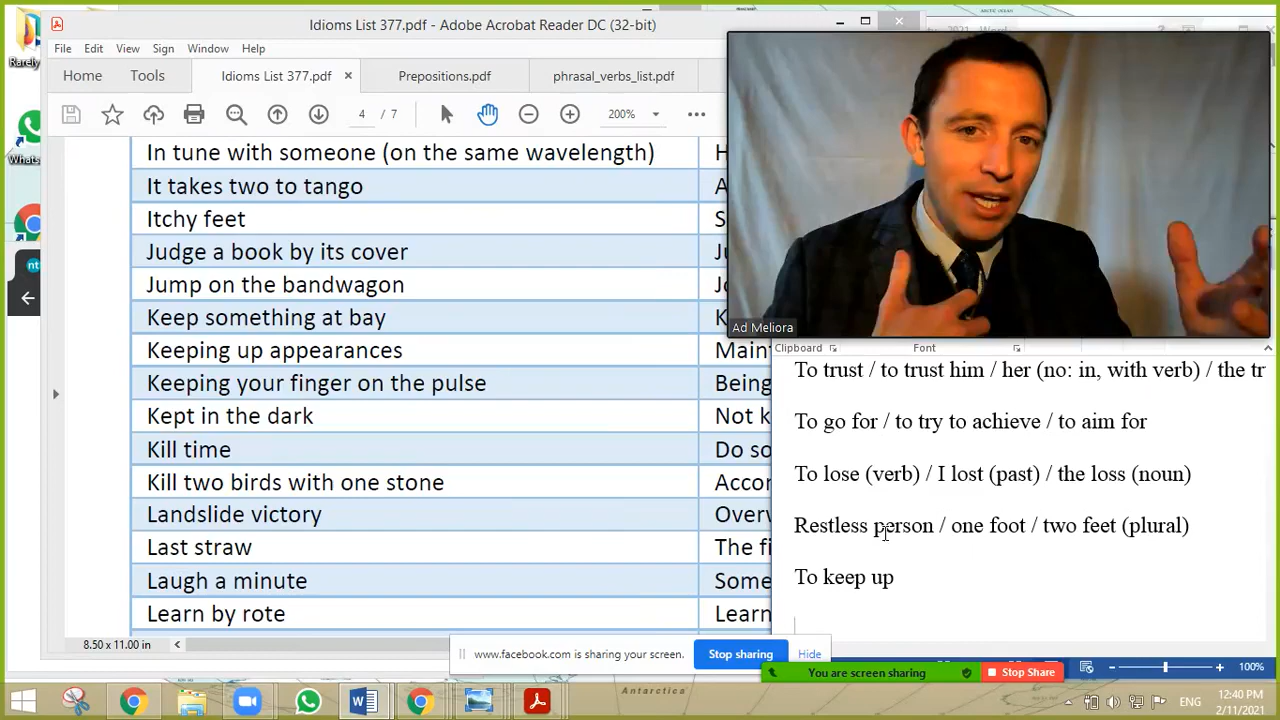 Idioms List 377.pdf - Adobe Acrobat Reader DC (32-bit)
File Edit View Sign Window Help
Home Tools Idioms List 377.pdf × Prepositions.pdf phrasal_verbs_list.pdf
4 / 7 200%
Rarely
Whats
nt
In tune with someone (on the same wavelength) H
It takes two to tango A
Itchy feet S
Judge a book by its cover Ju
Jump on the bandwagon Jo
Keep something at bay K
Keeping up appearances Maint
Keeping your finger on the pulse Being
Kept in the dark Not k
Kill time Do so
Kill two birds with one stone Accor
Landslide victory Overv
Last straw The fi
Laugh a minute Some
Learn by rote Learn
8.50 x 11.00 in
Ad Meliora
Clipboard Font
To trust / to trust him / her (no: in, with verb) / the tr
To go for / to try to achieve / to aim for
To lose (verb) / I lost (past) / the loss (noun)
Restless person / one foot / two feet (plural)
To keep up
www.facebook.com is sharing your screen. Stop sharing Hide
You are screen sharing Stop Share
100%
Antarctica
ENG
12:40 PM
2/11/2021